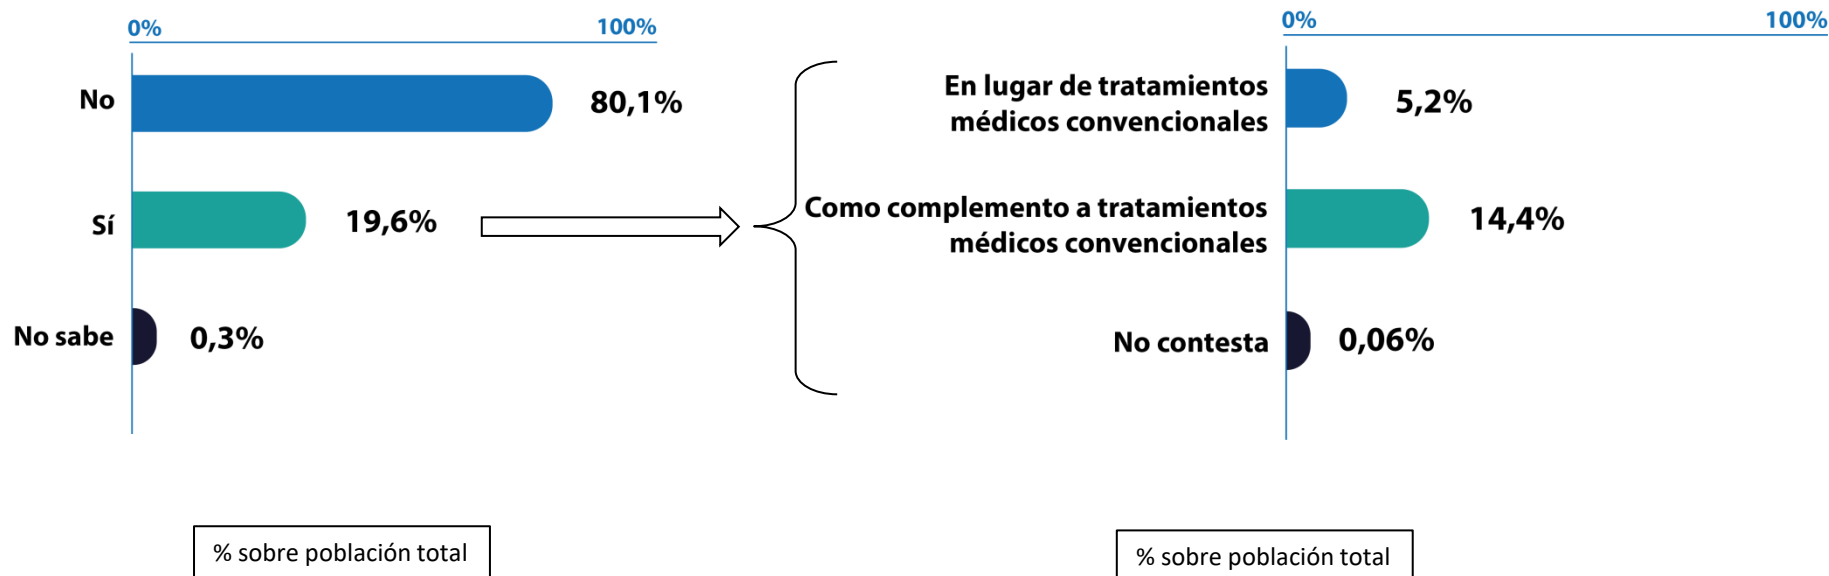 0%
100%
No
80,1%
Sí
19,6%
No sabe
0,3%
% sobre población total
0%
100%
En lugar de tratamientos
médicos convencionales
5,2%
Como complemento a tratamientos
médicos convencionales
14,4%
No contesta
0,06%
% sobre población total